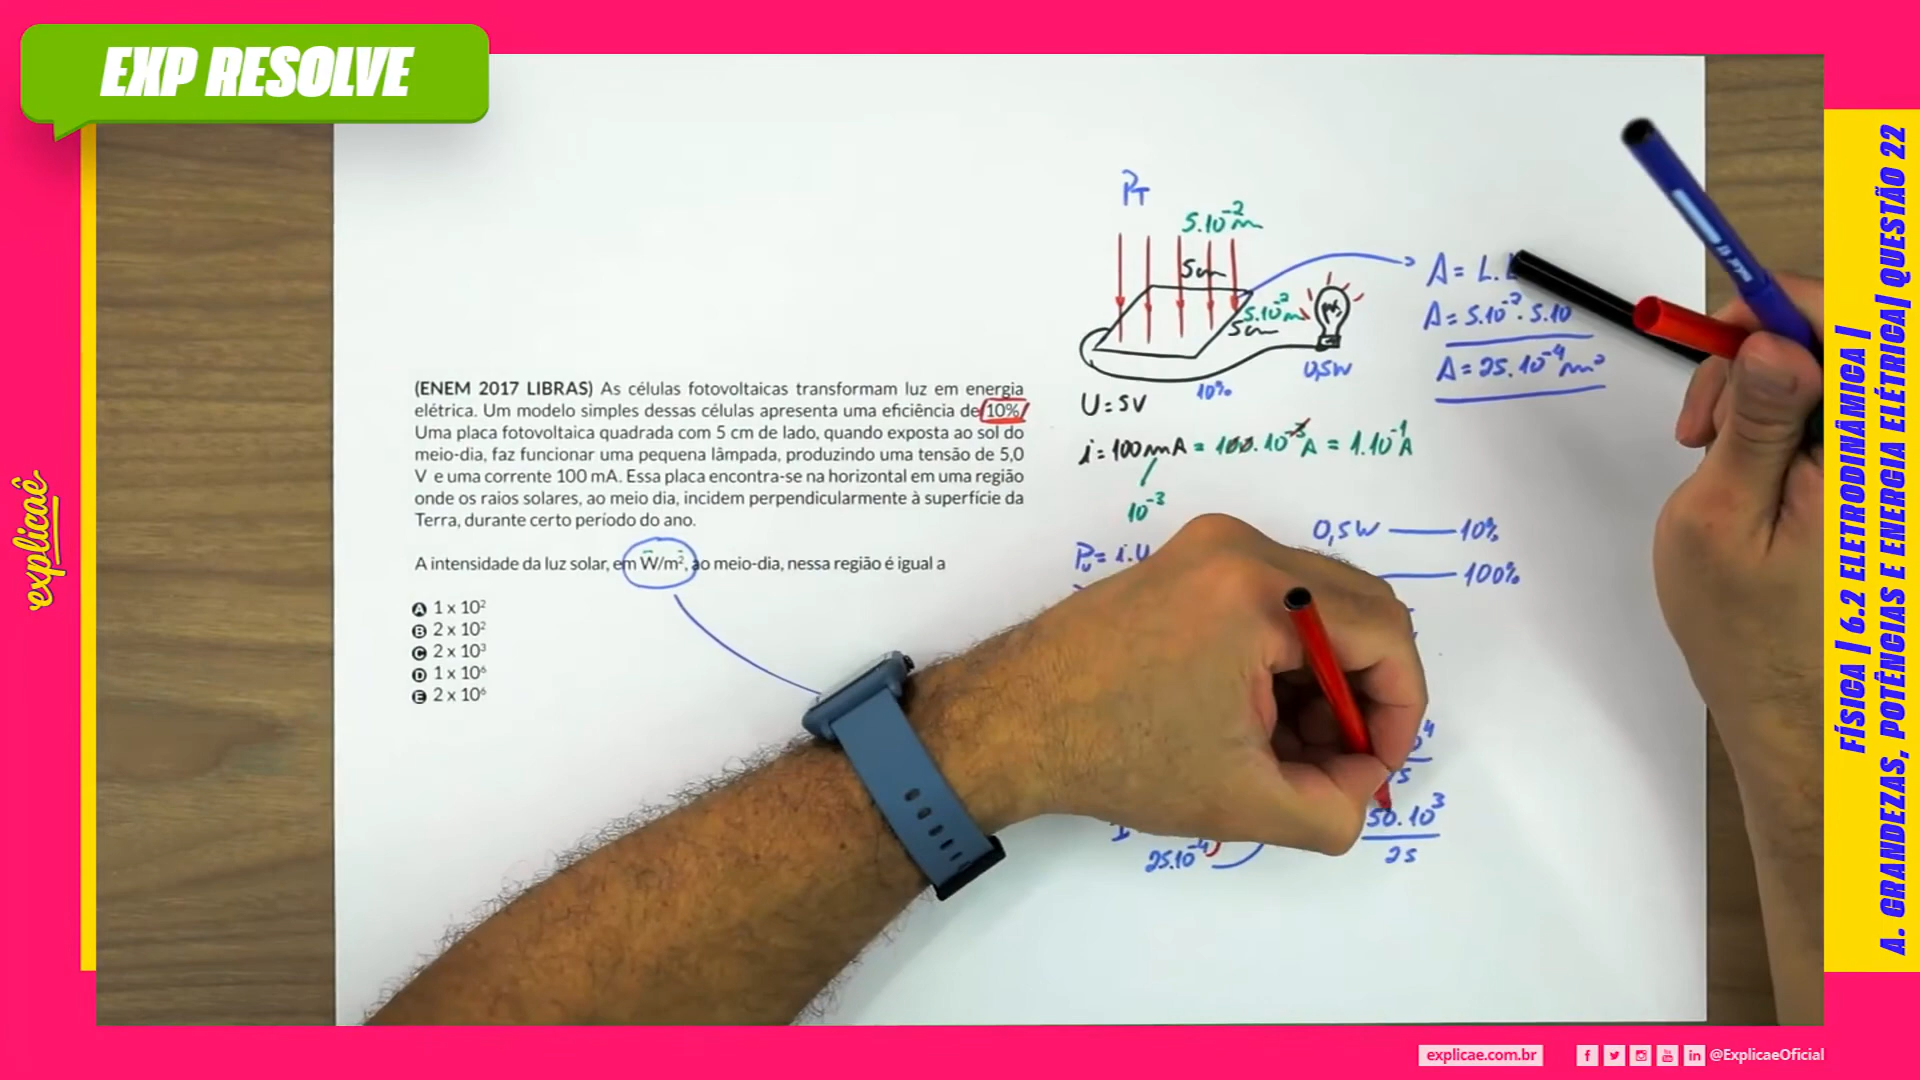 EXP RESOLVE
explicaê
(ENEM 2017 LIBRAS) As células fotovoltaicas transformam luz em energia
elétrica. Um modelo simples dessas células apresenta uma eficiência de 10%.
Uma placa fotovoltaica quadrada com 5 cm de lado, quando exposta ao sol do
meio-dia, faz funcionar uma pequena lâmpada, produzindo uma tensão de 5,0
V e uma corrente 100 mA. Essa placa encontra-se na horizontal em uma região
onde os raios solares, ao meio dia, incidem perpendicularmente à superfície da
Terra, durante certo período do ano.
A intensidade da luz solar, em W/m², ao meio-dia, nessa região é igual a
A 1 x 10²
B 2 x 10²
C 2 x 10³
D 1 x 10⁶
E 2 x 10⁶
PT
5.10⁻²m
5cm
5.10⁻²m
5cm
0,5W
10%
A = L.
A = 5.10⁻².5.10
A = 25.10⁻⁴m²
U = 5V
i = 100mA = 100.10⁻³A = 1.10⁻¹A
10⁻³
Pu = i.U
0,5W 10%
100%
50.10³
25
25.10⁻⁴
FÍSICA | 6.2 ELETRODINÂMICA |
A. GRANDEZAS, POTÊNCIAS E ENERGIA ELÉTRICA| QUESTÃO 22
explicae.com.br
@ExplicaeOficial